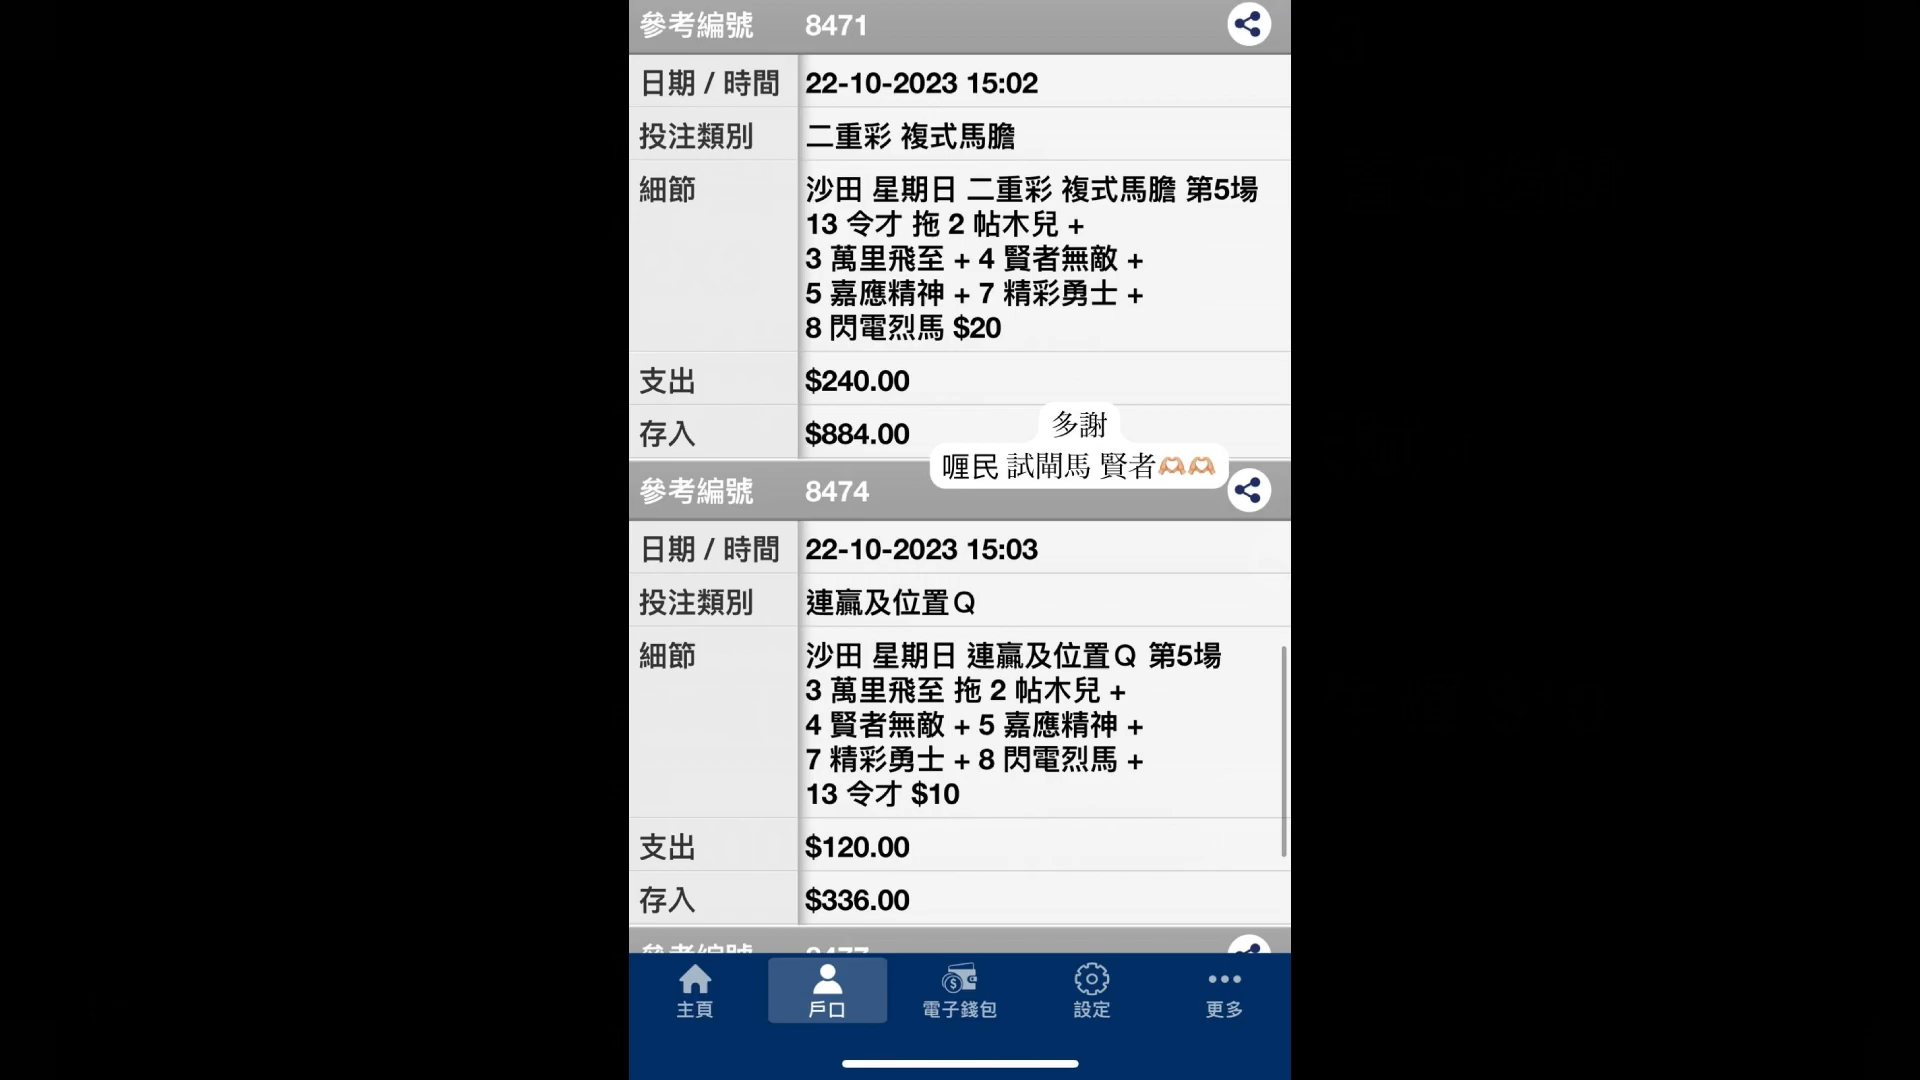 參考編號 8471
日期 / 時間 22-10-2023 15:02
投注類別 二重彩 複式馬膽
細節 沙田 星期日 二重彩 複式馬膽 第5場
13 令才 拖 2 帖木兒 +
3 萬里飛至 + 4 賢者無敵 +
5 嘉應精神 + 7 精彩勇士 +
8 閃電烈馬 $20
支出 $240.00
存入 $884.00
多謝
喱民 試閘馬 賢者🫶🏼🫶🏼
參考編號 8474
日期 / 時間 22-10-2023 15:03
投注類別 連贏及位置Q
細節 沙田 星期日 連贏及位置Q 第5場
3 萬里飛至 拖 2 帖木兒 +
4 賢者無敵 + 5 嘉應精神 +
7 精彩勇士 + 8 閃電烈馬 +
13 令才 $10
支出 $120.00
存入 $336.00
參考編號 8477
主頁 戶口 電子錢包 設定 更多